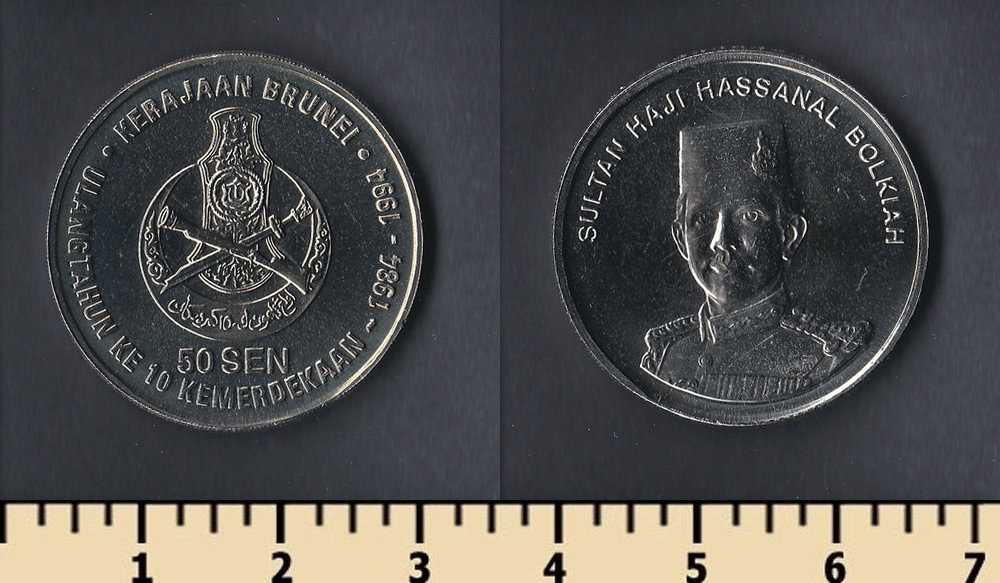 • KERAJAAN BRUNEI •
ULANGTAHUN KE 10 KEMERDEKAAN ~ 1984 - 1994
50 SEN
SULTAN HAJI HASSANAL BOLKIAH
1 2 3 4 5 6 7